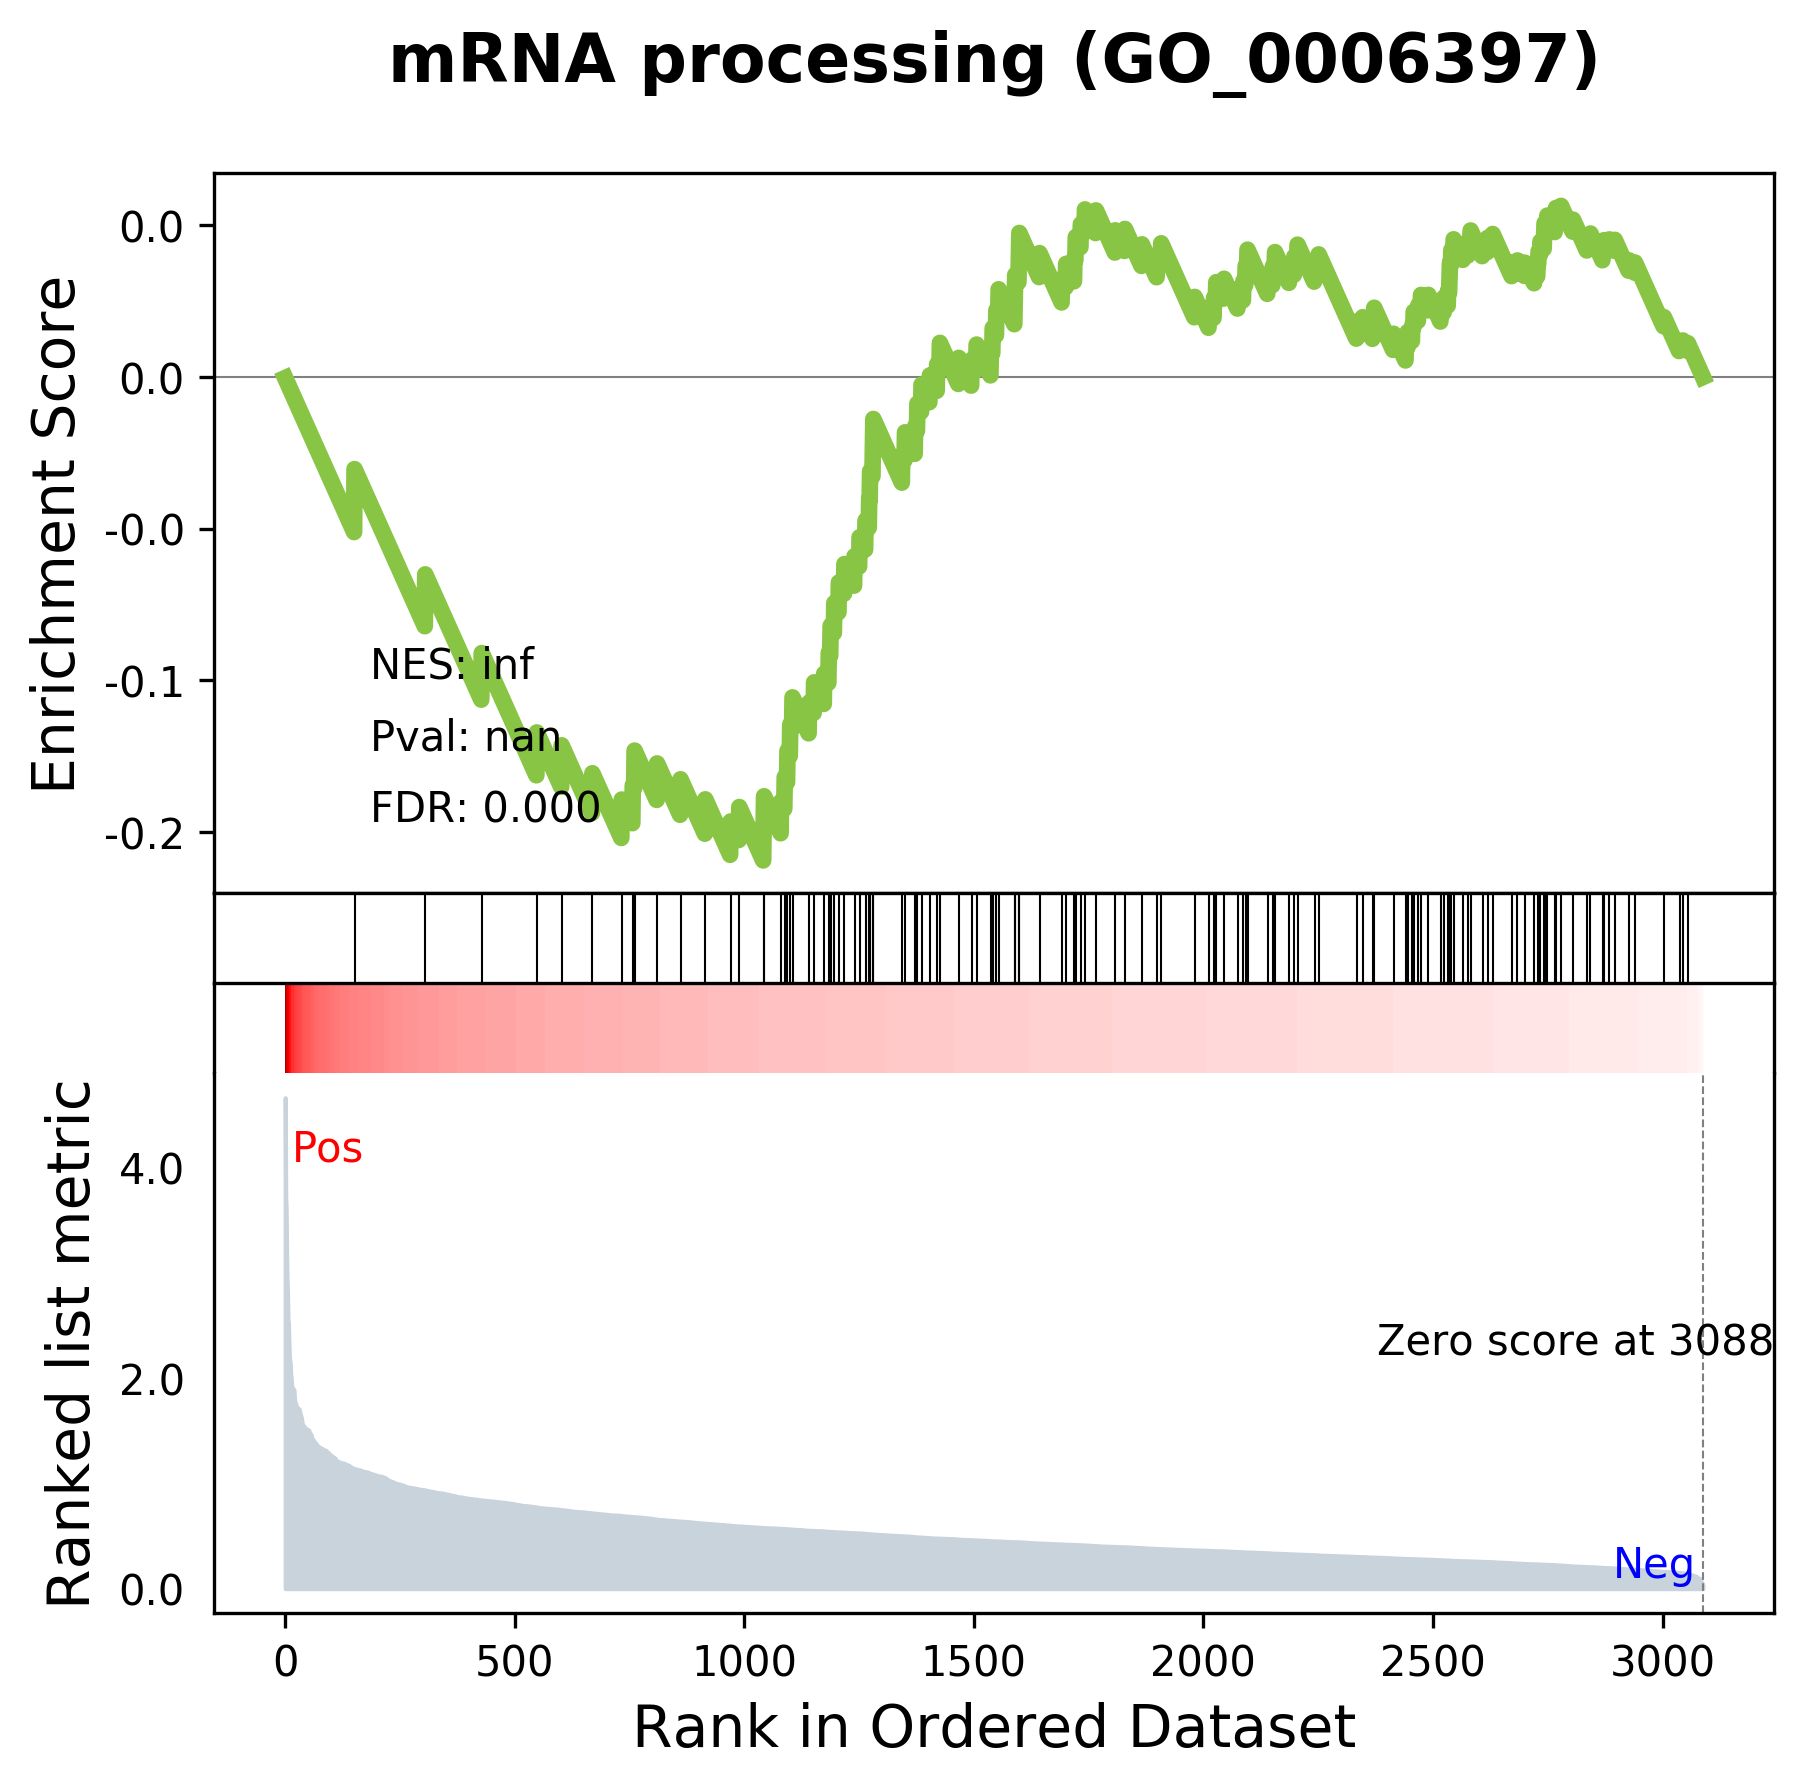 mRNA processing (GO_0006397)
Enrichment Score
0.0
0.0
-0.0
-0.1
-0.2
NES: inf
Pval: nan
FDR: 0.000
Ranked list metric
4.0
2.0
0.0
Pos
Zero score at 3088
Neg
0 500 1000 1500 2000 2500 3000
Rank in Ordered Dataset